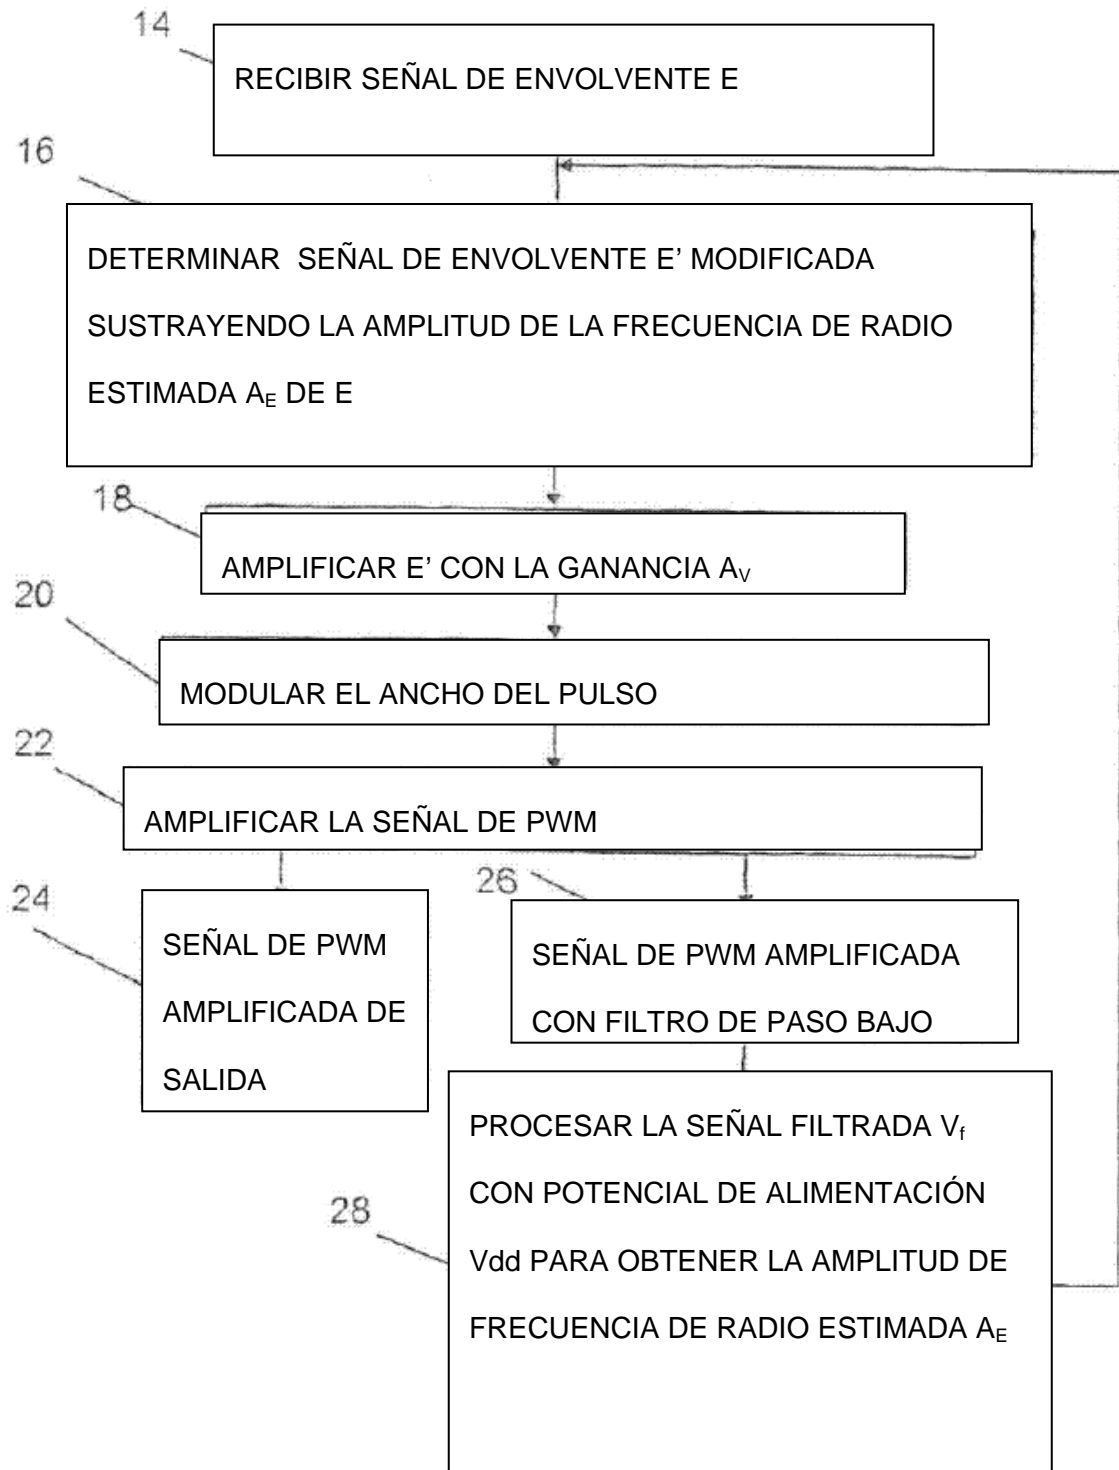 14
RECIBIR SEÑAL DE ENVOLVENTE E
16
DETERMINAR SEÑAL DE ENVOLVENTE E’ MODIFICADA
SUSTRAYENDO LA AMPLITUD DE LA FRECUENCIA DE RADIO
ESTIMADA AE DE E
18
AMPLIFICAR E’ CON LA GANANCIA AV
20
MODULAR EL ANCHO DEL PULSO
22
AMPLIFICAR LA SEÑAL DE PWM
24
SEÑAL DE PWM
AMPLIFICADA DE
SALIDA
26
SEÑAL DE PWM AMPLIFICADA
CON FILTRO DE PASO BAJO
28
PROCESAR LA SEÑAL FILTRADA Vf
CON POTENCIAL DE ALIMENTACIÓN
Vdd PARA OBTENER LA AMPLITUD DE
FRECUENCIA DE RADIO ESTIMADA AE